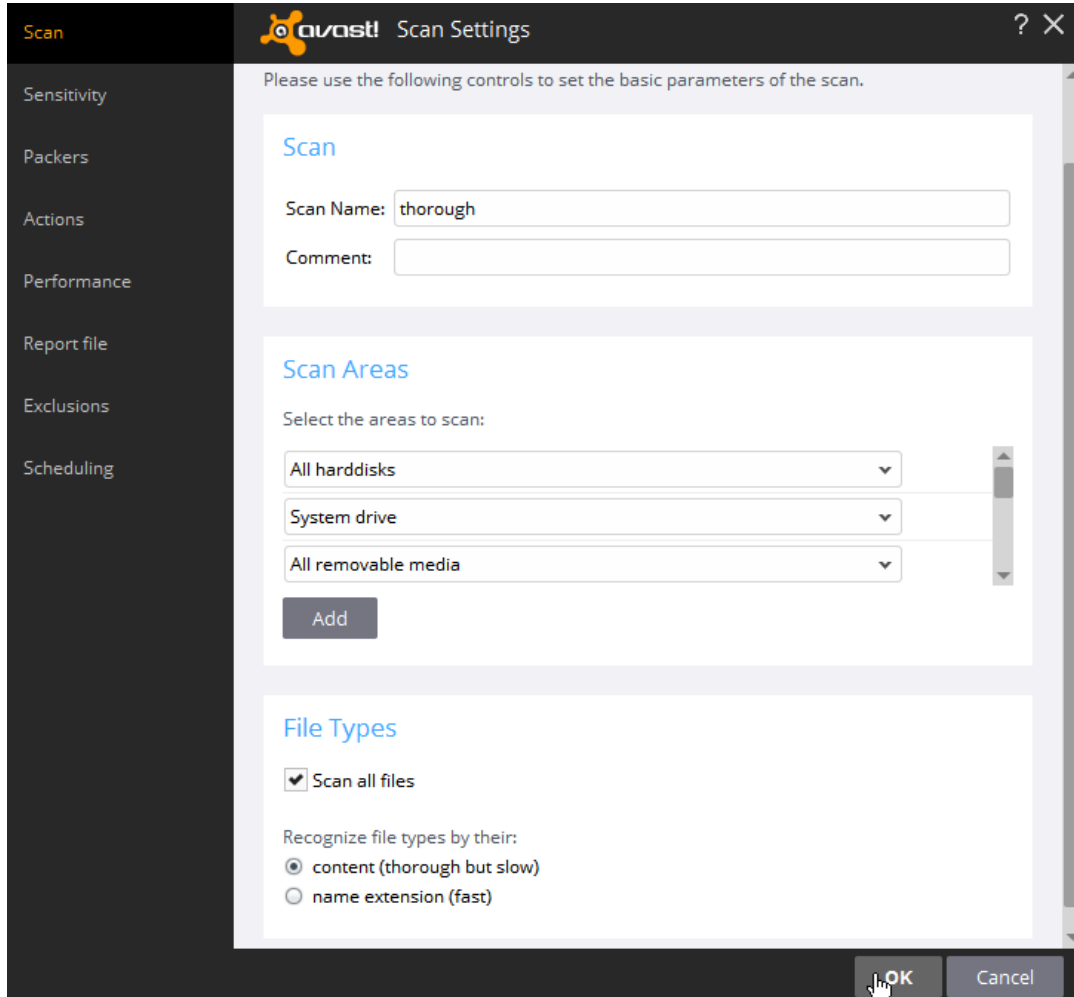 Scan
avast! Scan Settings
? ✕
Sensitivity
Packers
Actions
Performance
Report file
Exclusions
Scheduling
Please use the following controls to set the basic parameters of the scan.
Scan
Scan Name: thorough
Comment:
Scan Areas
Select the areas to scan:
All harddisks
System drive
All removable media
Add
File Types
Scan all files
Recognize file types by their:
content (thorough but slow)
name extension (fast)
OK Cancel